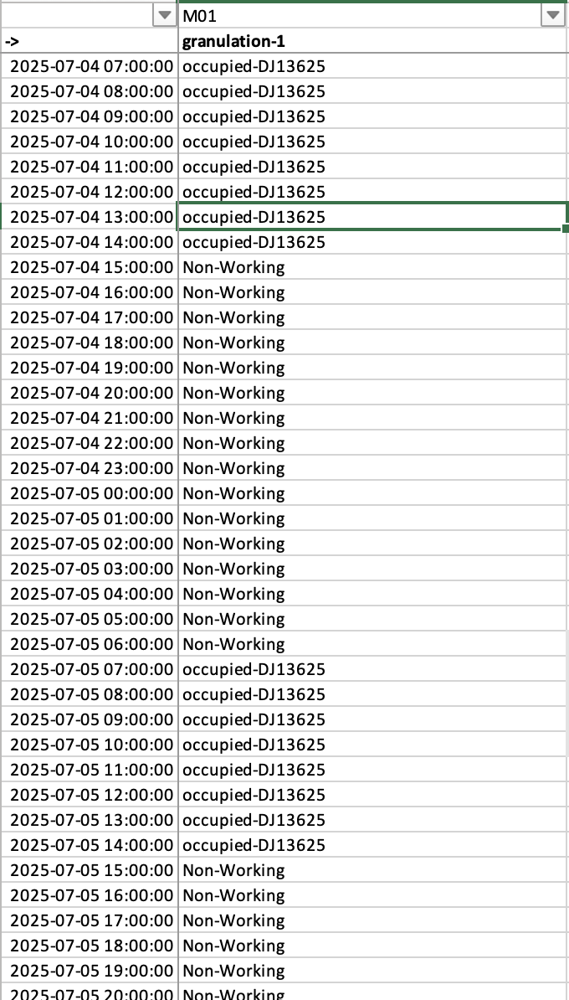 M01
-> granulation-1
2025-07-04 07:00:00 occupied-DJ13625
2025-07-04 08:00:00 occupied-DJ13625
2025-07-04 09:00:00 occupied-DJ13625
2025-07-04 10:00:00 occupied-DJ13625
2025-07-04 11:00:00 occupied-DJ13625
2025-07-04 12:00:00 occupied-DJ13625
2025-07-04 13:00:00 occupied-DJ13625
2025-07-04 14:00:00 occupied-DJ13625
2025-07-04 15:00:00 Non-Working
2025-07-04 16:00:00 Non-Working
2025-07-04 17:00:00 Non-Working
2025-07-04 18:00:00 Non-Working
2025-07-04 19:00:00 Non-Working
2025-07-04 20:00:00 Non-Working
2025-07-04 21:00:00 Non-Working
2025-07-04 22:00:00 Non-Working
2025-07-04 23:00:00 Non-Working
2025-07-05 00:00:00 Non-Working
2025-07-05 01:00:00 Non-Working
2025-07-05 02:00:00 Non-Working
2025-07-05 03:00:00 Non-Working
2025-07-05 04:00:00 Non-Working
2025-07-05 05:00:00 Non-Working
2025-07-05 06:00:00 Non-Working
2025-07-05 07:00:00 occupied-DJ13625
2025-07-05 08:00:00 occupied-DJ13625
2025-07-05 09:00:00 occupied-DJ13625
2025-07-05 10:00:00 occupied-DJ13625
2025-07-05 11:00:00 occupied-DJ13625
2025-07-05 12:00:00 occupied-DJ13625
2025-07-05 13:00:00 occupied-DJ13625
2025-07-05 14:00:00 occupied-DJ13625
2025-07-05 15:00:00 Non-Working
2025-07-05 16:00:00 Non-Working
2025-07-05 17:00:00 Non-Working
2025-07-05 18:00:00 Non-Working
2025-07-05 19:00:00 Non-Working
2025-07-05 20:00:00 Non-Working